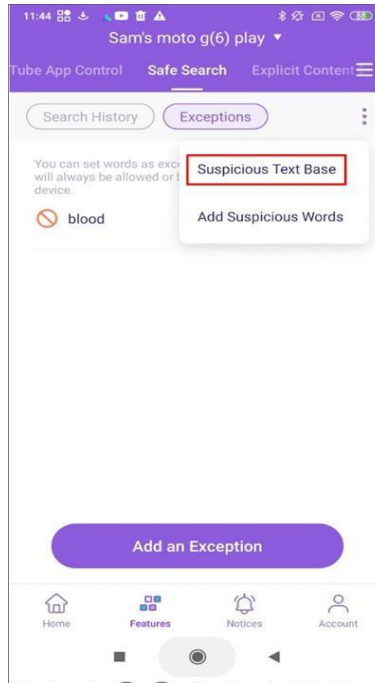 11:44
Sam's moto g(6) play ▼
Tube App Control Safe Search Explicit Content
Search History Exceptions
You can set words as exce
will always be allowed or
device.
Suspicious Text Base
blood
Add Suspicious Words
Add an Exception
Home Features Notices Account